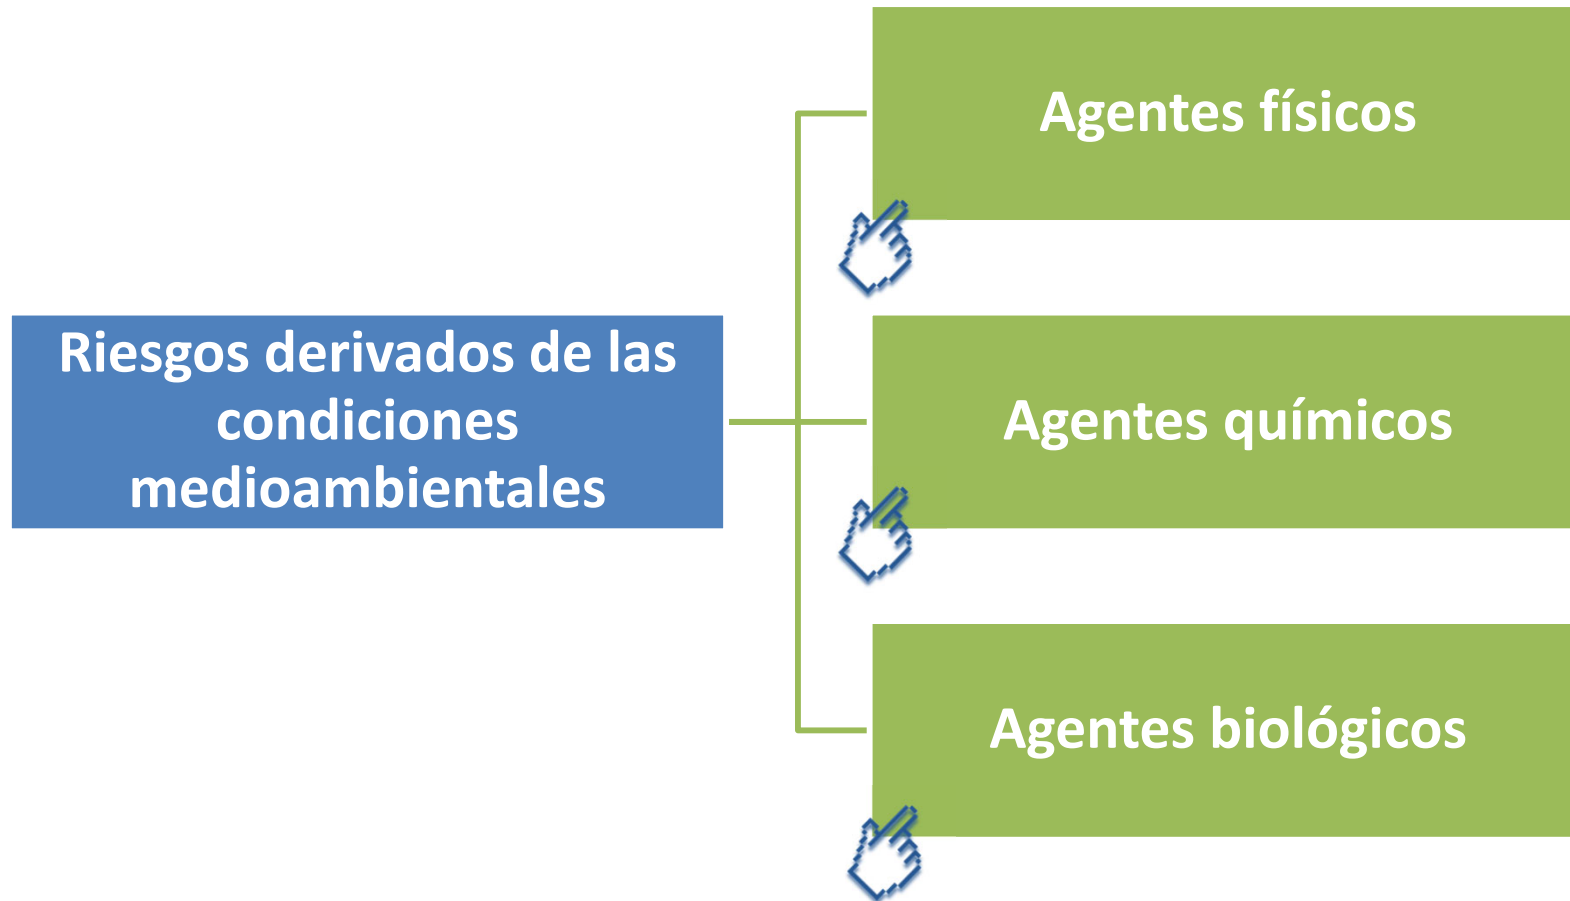 Agentes físicos
Riesgos derivados de las
condiciones
medioambientales
Agentes químicos
Agentes biológicos